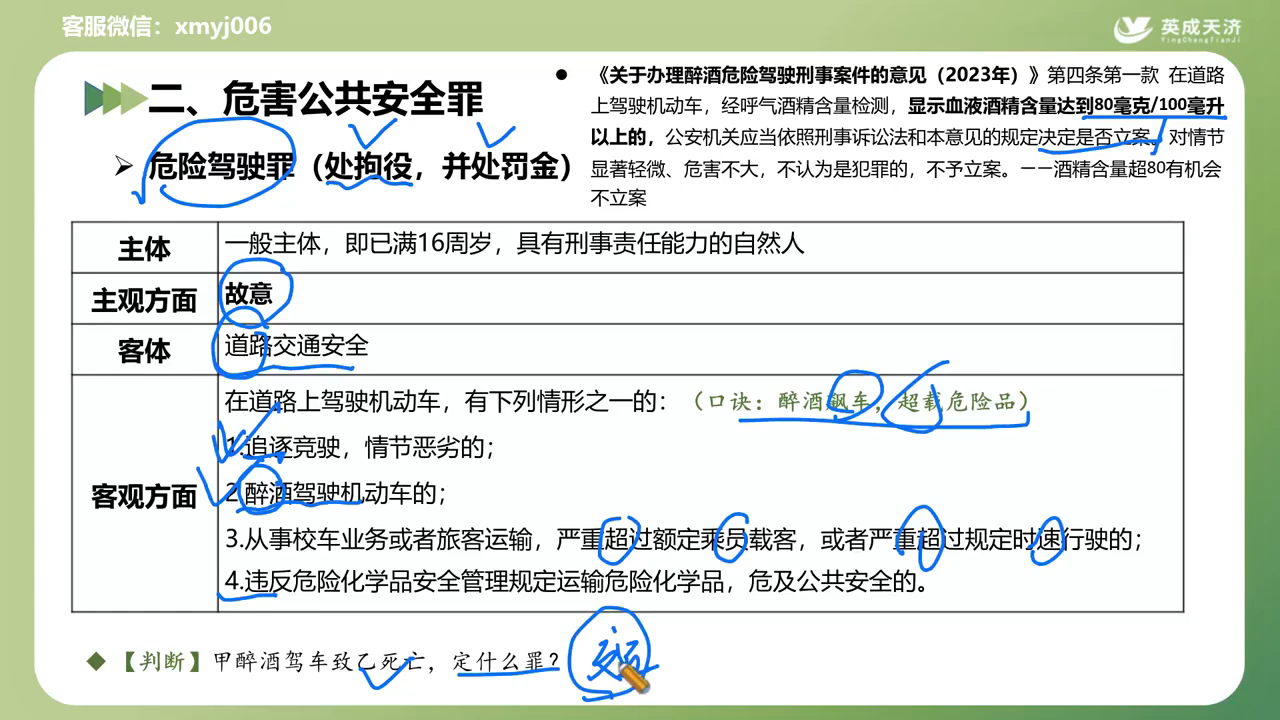 客服微信：xmyj006
英成天济
YingChengTianJi
二、危害公共安全罪
➢ 危险驾驶罪（处拘役，并处罚金）
● 《关于办理醉酒危险驾驶刑事案件的意见（2023年）》第四条第一款 在道路
上驾驶机动车，经呼气酒精含量检测，显示血液酒精含量达到80毫克/100毫升
以上的，公安机关应当依照刑事诉讼法和本意见的规定决定是否立案。对情节
显著轻微、危害不大，不认为是犯罪的，不予立案。——酒精含量超80有机会
不立案
主体 一般主体，即已满16周岁，具有刑事责任能力的自然人
主观方面 故意
客体 道路交通安全
客观方面
在道路上驾驶机动车，有下列情形之一的：（口诀：醉酒飙车，超载危险品）
1.追逐竞驶，情节恶劣的；
2.醉酒驾驶机动车的；
3.从事校车业务或者旅客运输，严重超过额定乘员载客，或者严重超过规定时速行驶的；
4.违反危险化学品安全管理规定运输危险化学品，危及公共安全的。
◆【判断】甲醉酒驾车致乙死亡，定什么罪？